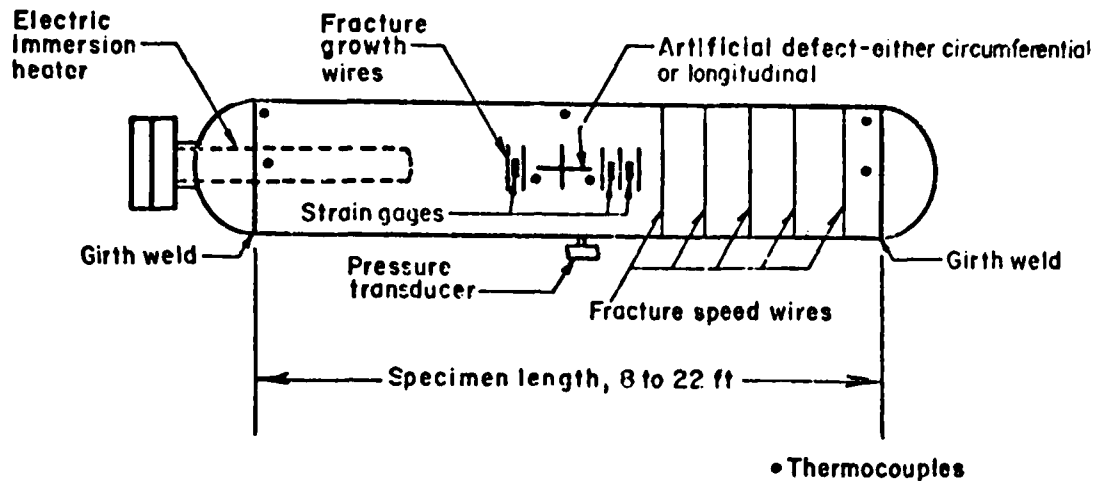 Electric
Immersion
heater
Fracture
growth
wires
Artificial defect-either circumferential
or longitudinal
Strain gages
Girth weld
Pressure
transducer
Fracture speed wires
Girth weld
Specimen length, 8 to 22 ft
• Thermocouples